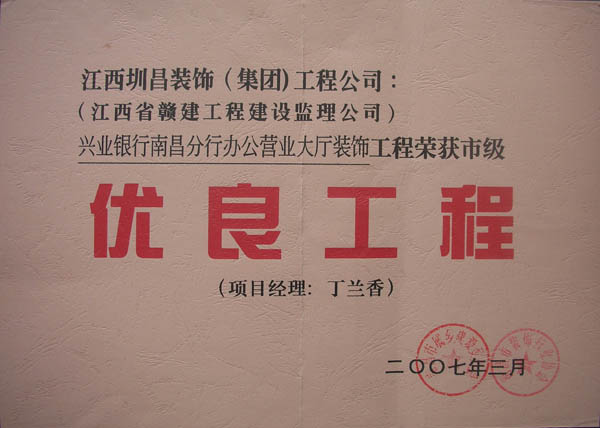 江西圳昌装饰（集团)工程公司：
（江西省赣建工程建设监理公司）
兴业银行南昌分行办公营业大厅装饰工程荣获市级
优良工程
（项目经理：丁兰香）
二〇〇七年三月